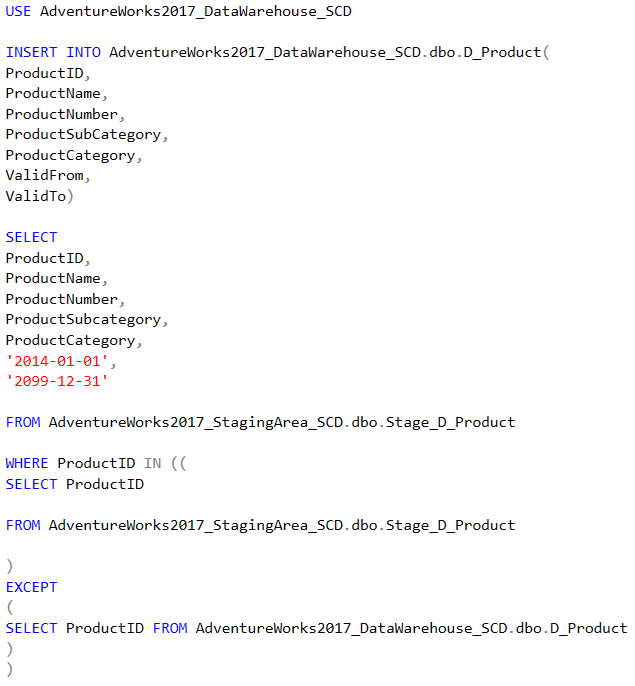 USE AdventureWorks2017_DataWarehouse_SCD
INSERT INTO AdventureWorks2017_DataWarehouse_SCD.dbo.D_Product(
ProductID,
ProductName,
ProductNumber,
ProductSubCategory,
ProductCategory,
ValidFrom,
ValidTo)
SELECT
ProductID,
ProductName,
ProductNumber,
ProductSubcategory,
ProductCategory,
'2014-01-01',
'2099-12-31'
FROM AdventureWorks2017_StagingArea_SCD.dbo.Stage_D_Product
WHERE ProductID IN ((
SELECT ProductID
FROM AdventureWorks2017_StagingArea_SCD.dbo.Stage_D_Product
)
EXCEPT
(
SELECT ProductID FROM AdventureWorks2017_DataWarehouse_SCD.dbo.D_Product
)
)